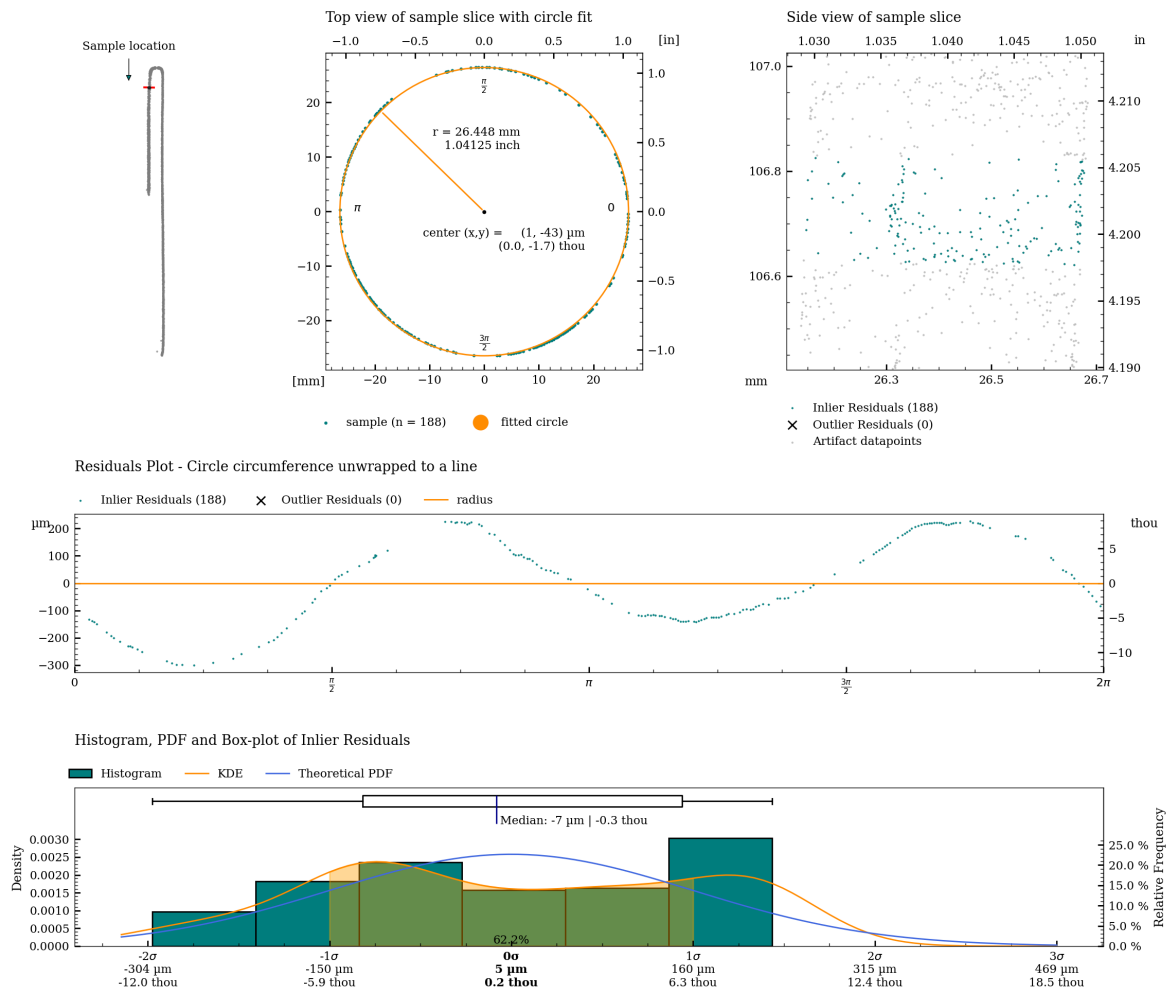 Sample location
Top view of sample slice with circle fit
−1.0 −0.5 0.0 0.5 1.0 [in]
20
10
0
−10
−20
π/2
r = 26.448 mm
1.04125 inch
π
0
center (x,y) = (1, -43) µm
(0.0, -1.7) thou
3π/2
1.0
0.5
0.0
−0.5
−1.0
[mm] −20 −10 0 10 20
sample (n = 188) fitted circle
Side view of sample slice
1.030 1.035 1.040 1.045 1.050 in
107.0
106.8
106.6
4.210
4.205
4.200
4.195
4.190
mm 26.3 26.5 26.7
Inlier Residuals (188)
Outlier Residuals (0)
Artifact datapoints
Residuals Plot - Circle circumference unwrapped to a line
Inlier Residuals (188) Outlier Residuals (0) radius
µm thou
200
100
0
−100
−200
−300
5
0
−5
−10
0 π/2 π 3π/2 2π
Histogram, PDF and Box-plot of Inlier Residuals
Histogram KDE Theoretical PDF
Median: -7 µm | -0.3 thou
Density
0.0030
0.0025
0.0020
0.0015
0.0010
0.0005
0.0000
Relative Frequency
25.0 %
20.0 %
15.0 %
10.0 %
5.0 %
0.0 %
62.2%
-2σ -1σ 0σ 1σ 2σ 3σ
-304 µm -150 µm 5 µm 160 µm 315 µm 469 µm
-12.0 thou -5.9 thou 0.2 thou 6.3 thou 12.4 thou 18.5 thou